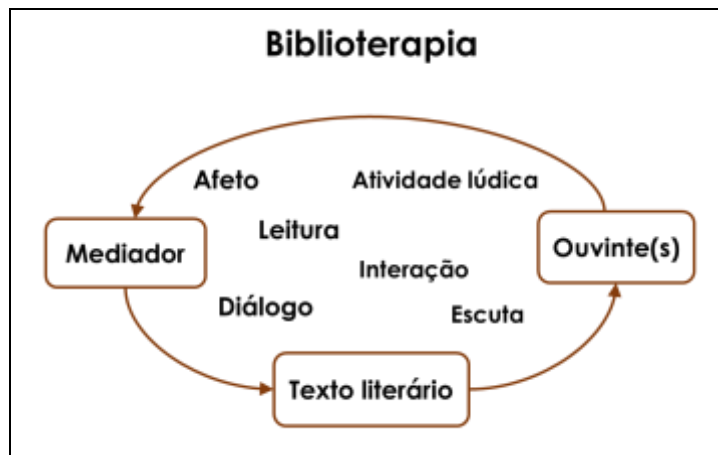 Biblioterapia
Afeto
Atividade lúdica
Leitura
Mediador
Ouvinte(s)
Interação
Diálogo
Escuta
Texto literário